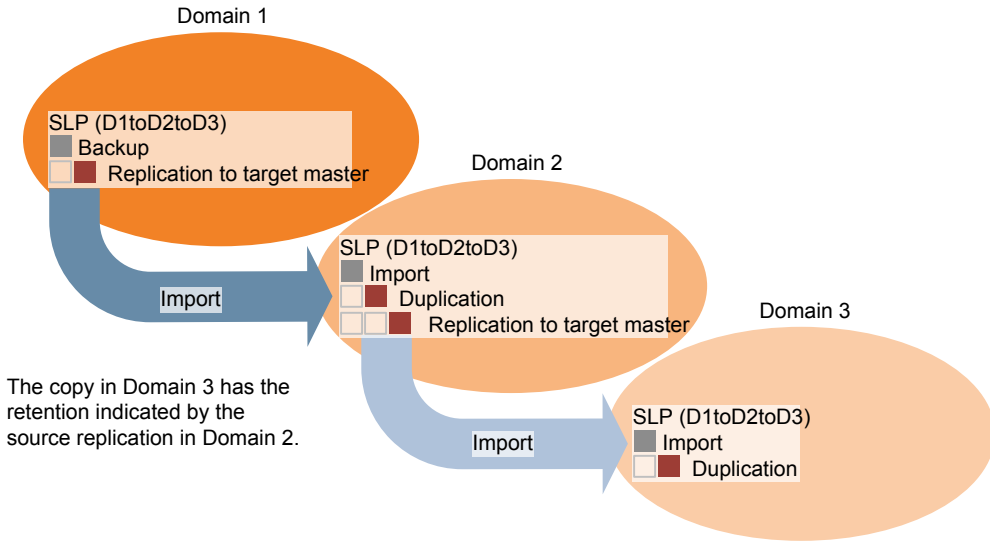 Domain 1
SLP (D1toD2toD3)
Backup
Replication to target master
Domain 2
SLP (D1toD2toD3)
Import
Duplication
Replication to target master
Import
Domain 3
The copy in Domain 3 has the
retention indicated by the
source replication in Domain 2.
SLP (D1toD2toD3)
Import
Duplication
Import